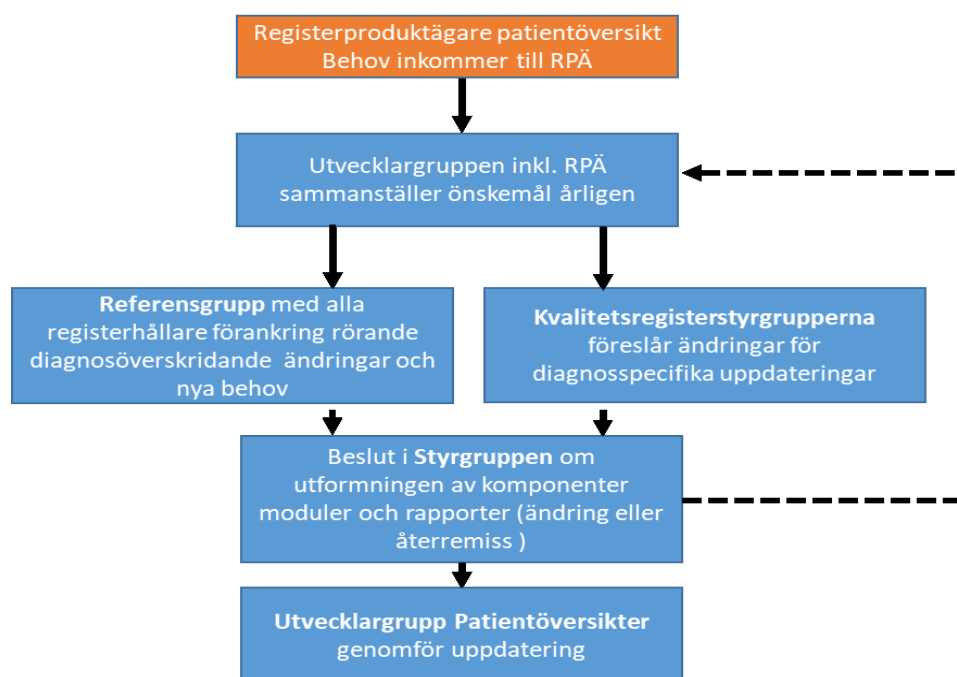 Registerproduktägare patientöversikt
Behov inkommer till RPÄ
Utvecklargruppen inkl. RPÄ
sammanställer önskemål årligen
Referensgrupp med alla
registerhållare förankring rörande
diagnosöverskridande ändringar och
nya behov
Kvalitetsregisterstyrgrupperna
föreslår ändringar för
diagnosspecifika uppdateringar
Beslut i Styrgruppen om
utformningen av komponenter
moduler och rapporter (ändring eller
återremiss )
Utvecklargrupp Patientöversikter
genomför uppdatering